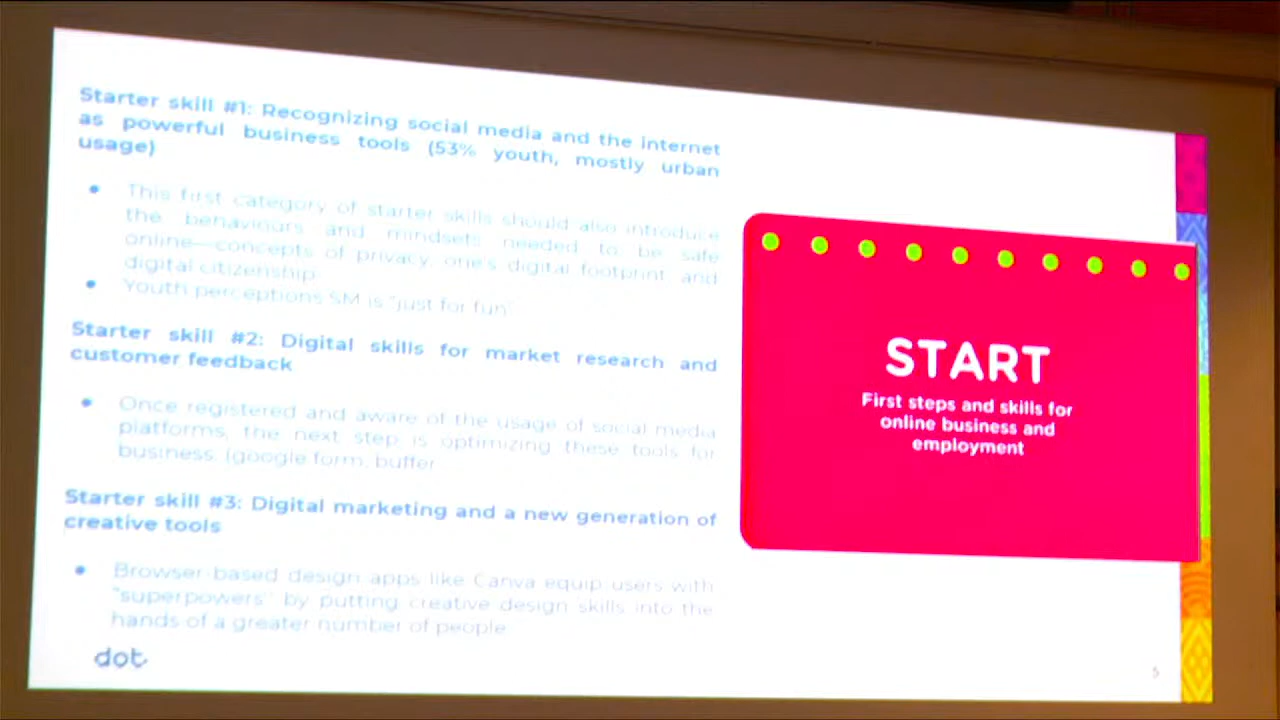 Starter skill #1: Recognizing social media and the internet
as powerful business tools (53% youth, mostly urban
usage)
● This first category of starter skills should also introduce
the behaviours and mindsets needed to be safe
online—concepts of privacy, one's digital footprint, and
digital citizenship.
● Youth perceptions SM is "just for fun"
Starter skill #2: Digital skills for market research and
customer feedback
● Once registered and aware of the usage of social media
platforms, the next step is optimizing these tools for
business. (google form, buffer
Starter skill #3: Digital marketing and a new generation of
creative tools
● Browser-based design apps like Canva equip users with
"superpowers" by putting creative design skills into the
hands of a greater number of people.
dot
START
First steps and skills for
online business and
employment
5